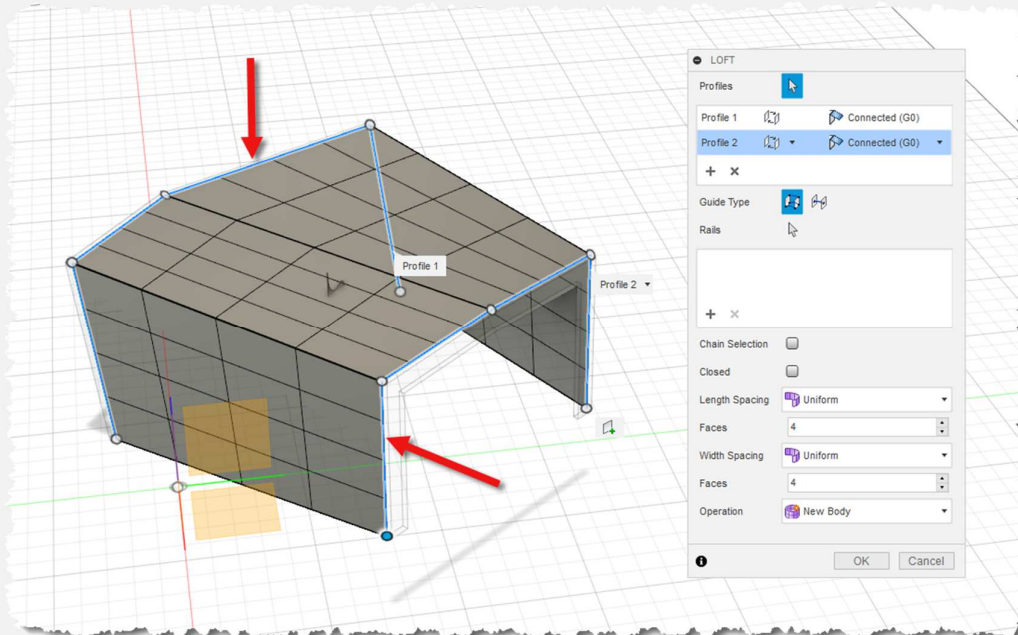 LOFT
Profiles
Profile 1 Connected (G0)
Profile 2 Connected (G0)
Guide Type
Rails
Chain Selection
Closed
Length Spacing Uniform
Faces 4
Width Spacing Uniform
Faces 4
Operation New Body
OK Cancel
Profile 1
Profile 2